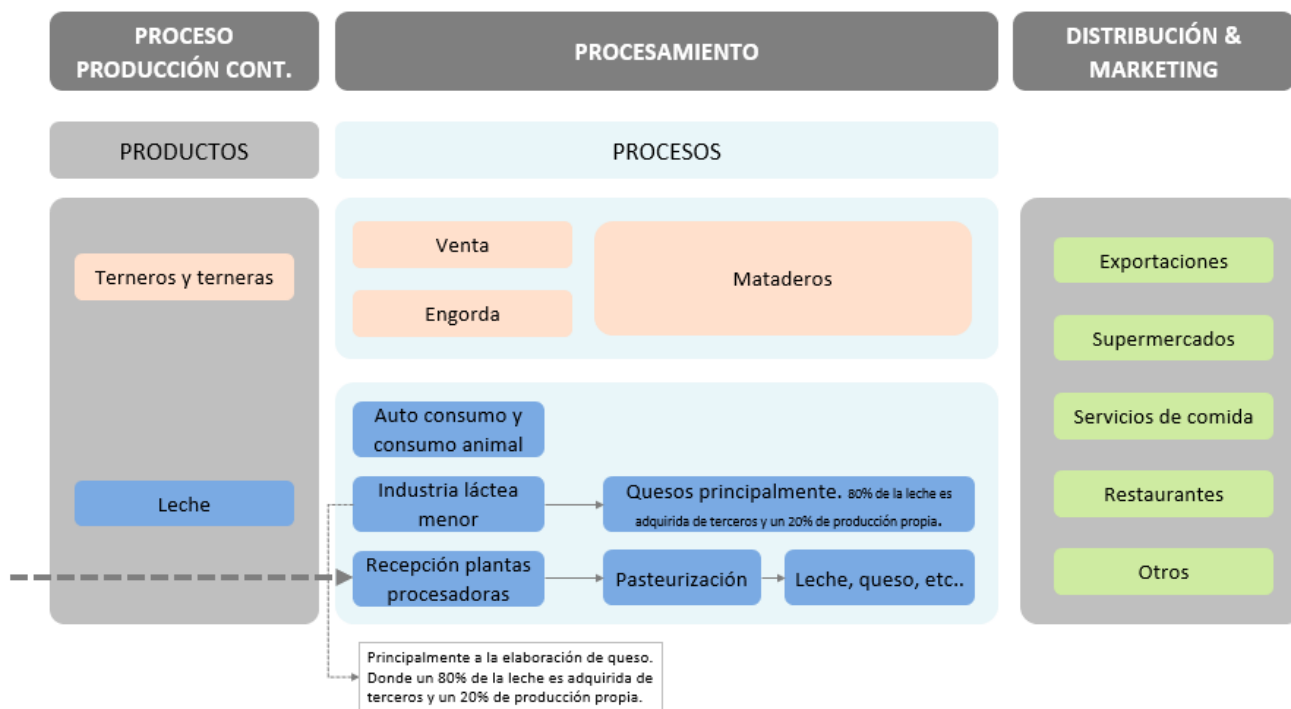 PROCESO
PRODUCCIÓN CONT.
PROCESAMIENTO
DISTRIBUCIÓN &
MARKETING
PRODUCTOS
PROCESOS
Terneros y terneras
Venta
Engorda
Mataderos
Exportaciones
Supermercados
Servicios de comida
Restaurantes
Otros
Leche
Auto consumo y
consumo animal
Industria láctea
menor
Quesos principalmente. 80% de la leche es
adquirida de terceros y un 20% de producción propia.
Recepción plantas
procesadoras
Pasteurización
Leche, queso, etc..
Principalmente a la elaboración de queso.
Donde un 80% de la leche es adquirida de
terceros y un 20% de producción propia.